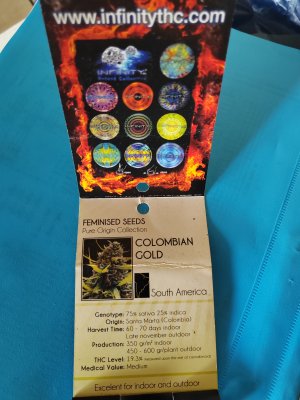 www.infinitythc.com
INFINITY
FEMINISED SEEDS
Pure Origin Collection
COLOMBIAN
GOLD
South America
Genotype: 75% sativa 25% indica
Origin: Santa Marta (Colombia)
Harvest Time: 60 - 70 days indoor
Late november outdoor
Production: 350 gr/m² indoor
450 - 600 gr/plant outdoor
THC Level: 19.3%
Medical Value: Medium
Excellent for indoor and outdoor